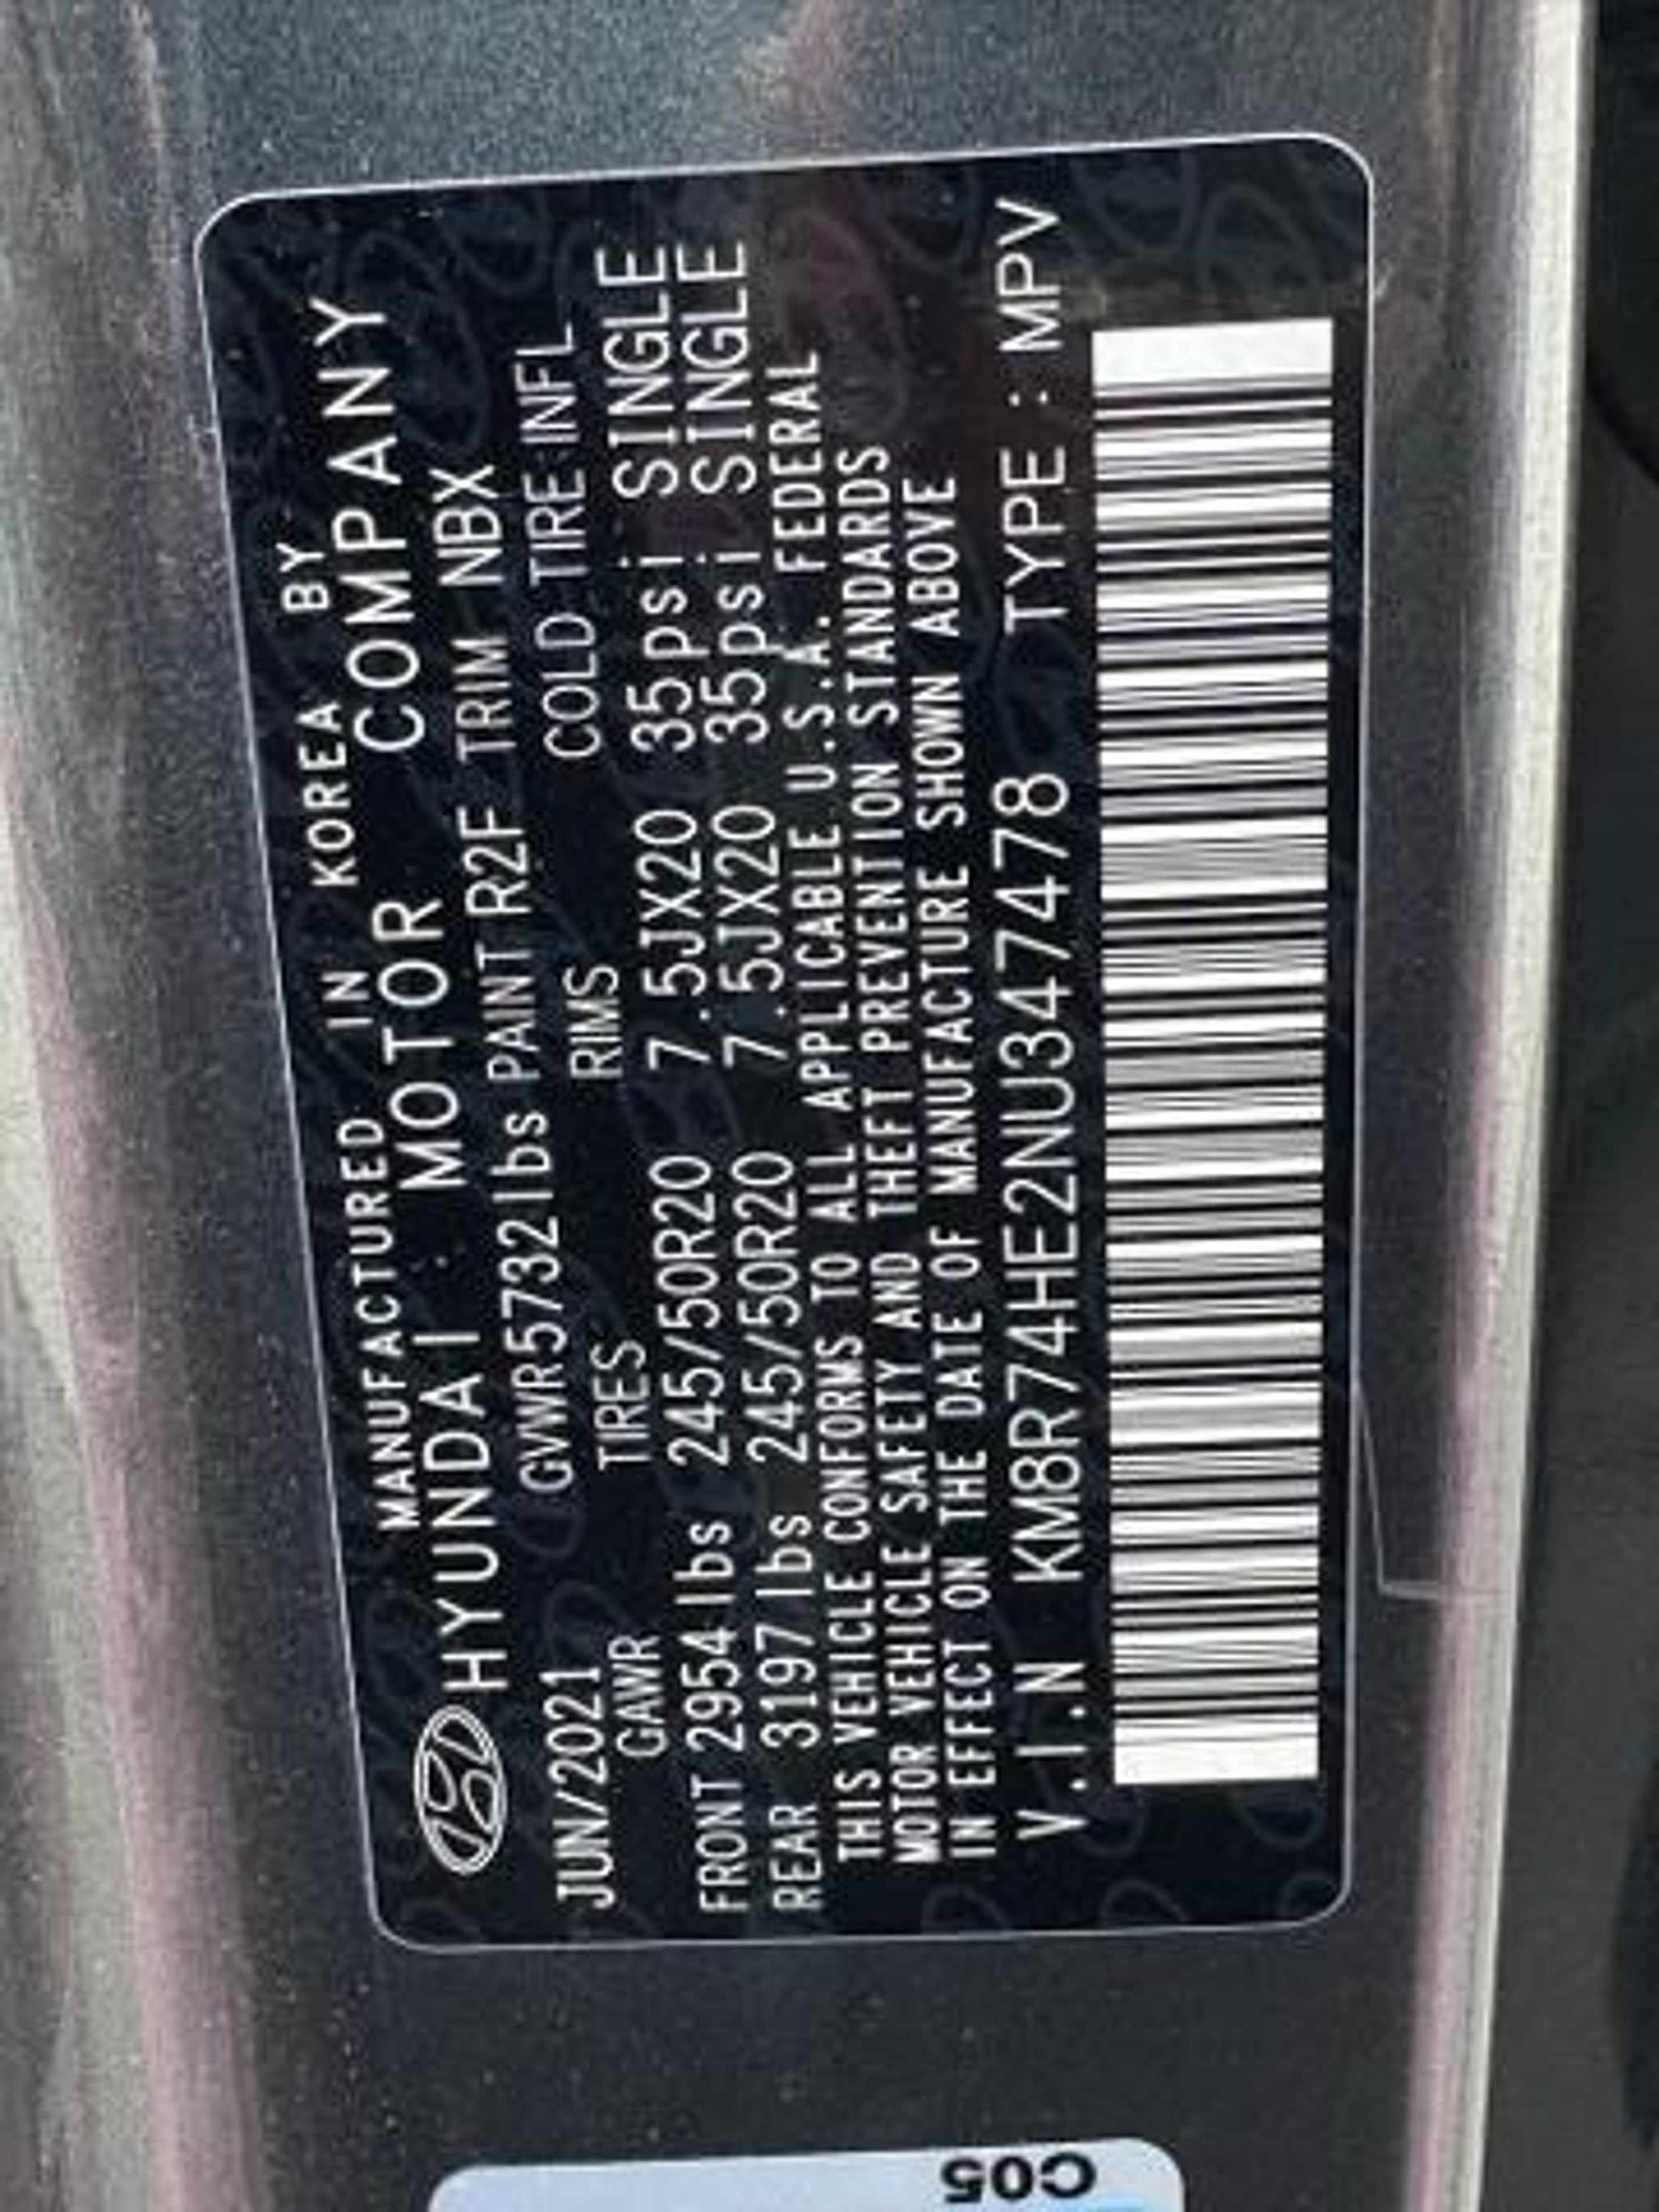 MANUFACTURED IN KOREA BY
HYUNDAI MOTOR COMPANY
JUN/2021 GVWR5732lbs PAINT R2F TRIM NBX
GAWR TIRES RIMS COLD TIRE INFL
FRONT 2954 lbs 245/50R20 7.5JX20 35psi SINGLE
REAR 3197 lbs 245/50R20 7.5JX20 35psi SINGLE
THIS VEHICLE CONFORMS TO ALL APPLICABLE U.S.A. FEDERAL
MOTOR VEHICLE SAFETY AND THEFT PREVENTION STANDARDS
IN EFFECT ON THE DATE OF MANUFACTURE SHOWN ABOVE
V.I.N KM8R74HE2NU347478 TYPE : MPV
C05